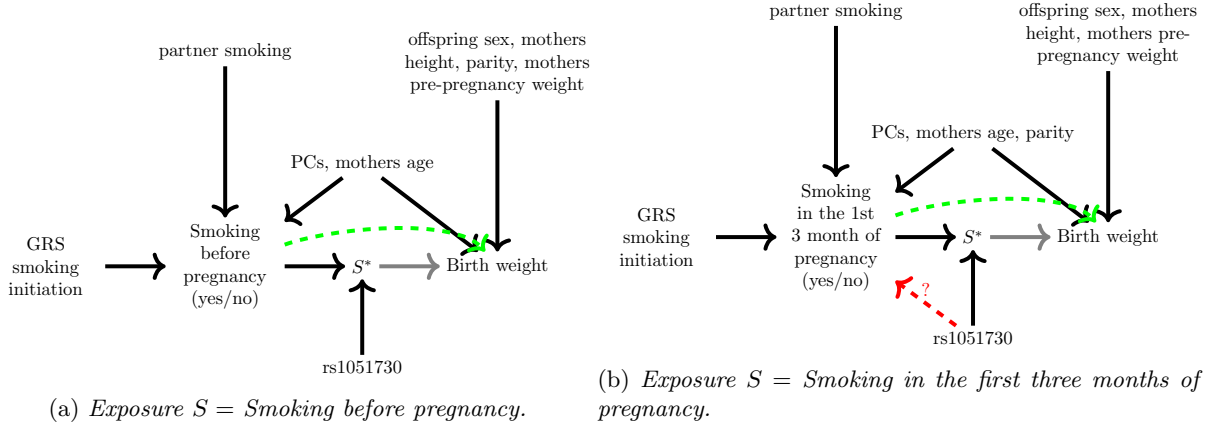 partner smoking
offspring sex, mothers
height, parity, mothers
pre-pregnancy weight
PCs, mothers age
GRS
smoking
initiation
Smoking
before
pregnancy
(yes/no)
S*
Birth weight
rs1051730
(a) Exposure S = Smoking before pregnancy.
partner smoking
offspring sex, mothers
height, mothers pre-
pregnancy weight
PCs, mothers age, parity
GRS
smoking
initiation
Smoking
in the 1st
3 month of
pregnancy
(yes/no)
S*
Birth weight
?
rs1051730
(b) Exposure S = Smoking in the first three months of
pregnancy.